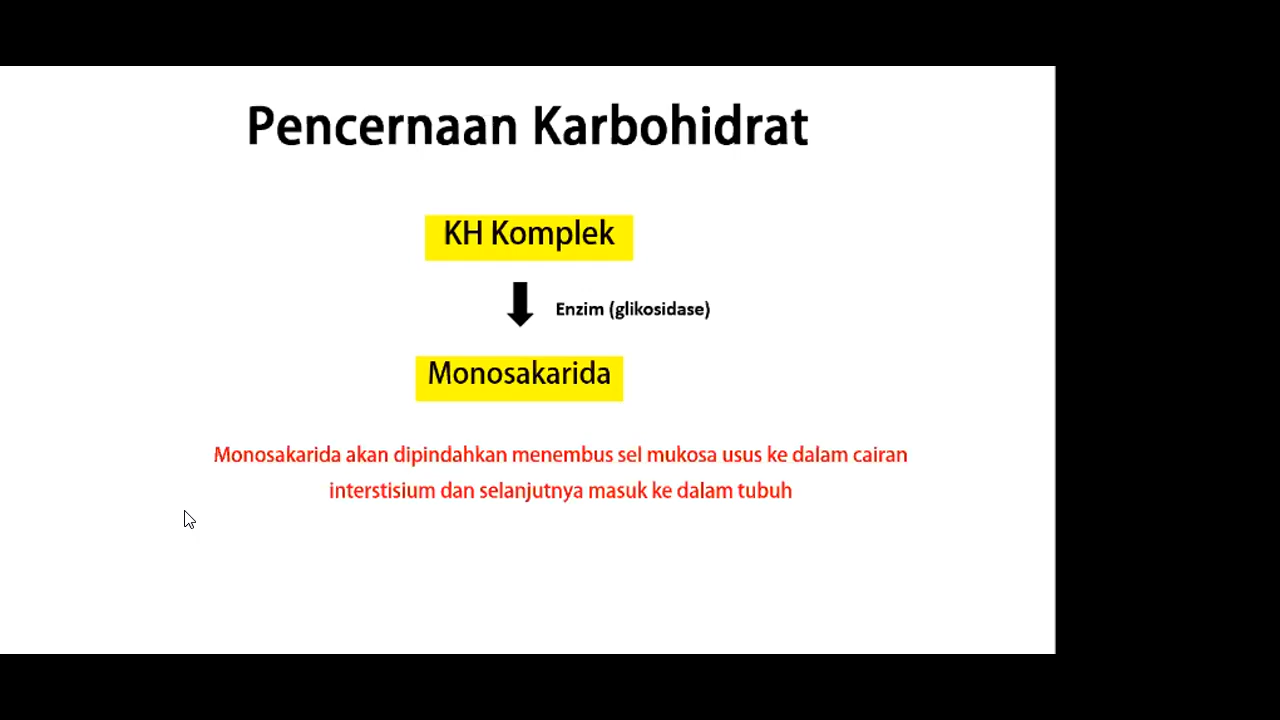 Pencernaan Karbohidrat
KH Komplek
Enzim (glikosidase)
Monosakarida
Monosakarida akan dipindahkan menembus sel mukosa usus ke dalam cairan
interstisium dan selanjutnya masuk ke dalam tubuh